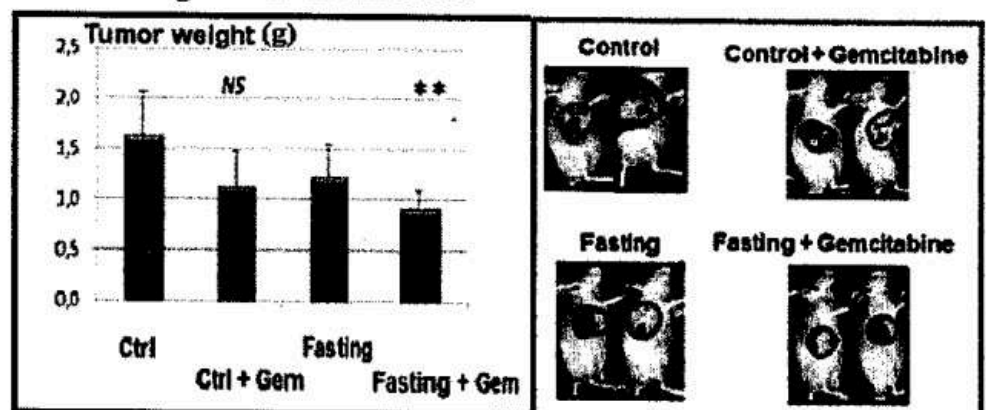 Tumor weight (g)
2,5
2,0
1,5
1,0
0,5
0,0
NS
**
Ctrl
Ctrl + Gem
Fasting
Fasting + Gem
Control
Control + Gemcitabine
Fasting
Fasting + Gemcitabine